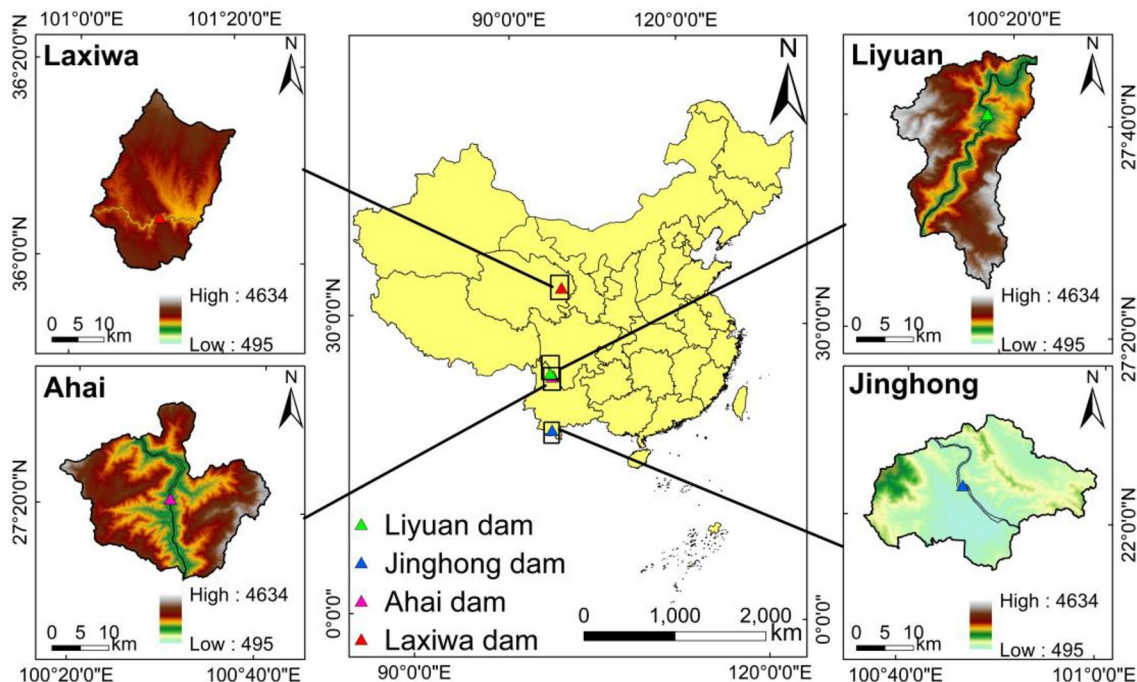 101°0'0"E 101°20'0"E
90°0'0"E 120°0'0"E
100°20'0"E
Laxiwa
N
36°20'0"N
36°0'0"N
High : 4634
Low : 495
0 5 10
km
N
Liyuan
N
27°40'0"N
27°20'0"N
High : 4634
Low : 495
0 5 10
km
30°0'0"N
30°0'0"N
Ahai
N
27°20'0"N
High : 4634
Low : 495
0 5 10
km
100°20'0"E 100°40'0"E
Liyuan dam
Jinghong dam
Ahai dam
Laxiwa dam
0 1,000 2,000
km
0°0'0"
0°0'0"
90°0'0"E 120°0'0"E
Jinghong
N
22°0'0"N
High : 4634
Low : 495
0 5 10
km
100°40'0"E 101°0'0"E